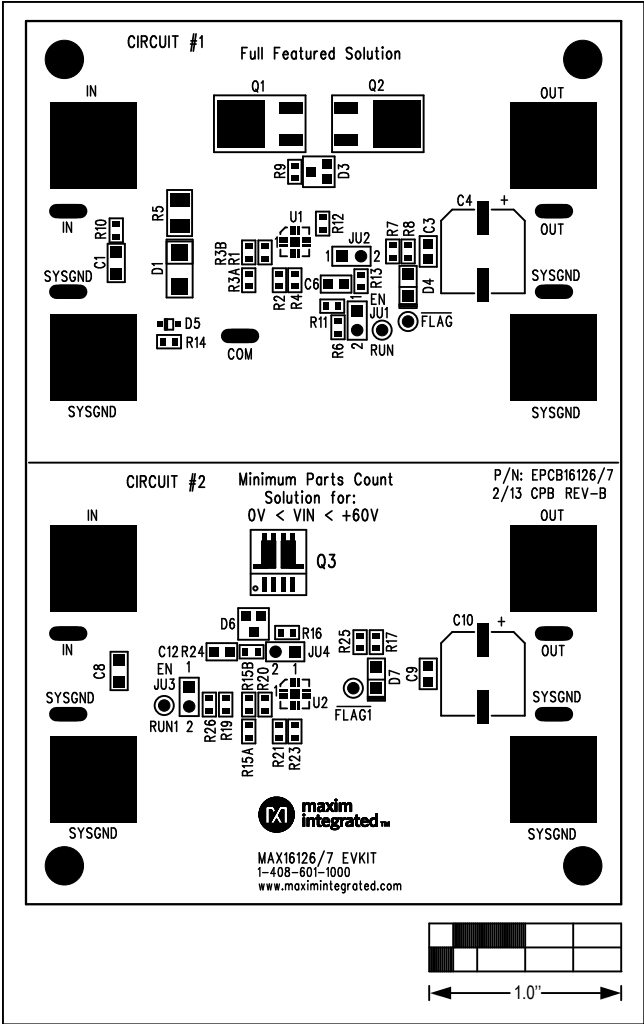 CIRCUIT #1
Full Featured Solution
IN
Q1
Q2
OUT
R9
D3
R5
R10
IN
C1
D1
SYSGND
R3B
R1
U1
1
R12
JU2
1
2
R3A
R2
R4
C6
R13
R7
R8
C3
D4
C4
+
OUT
SYSGND
D5
R14
COM
R11
R6
1
EN
JU1
2
RUN
FLAG
SYSGND
SYSGND
CIRCUIT #2
Minimum Parts Count
Solution for:
0V < VIN < +60V
P/N: EPCB16126/7
2/13 CPB REV-B
IN
OUT
Q3
D6
R16
C12
R24
R15B
R20
2
1
JU4
R25
R17
C10
+
IN
OUT
C8
EN
JU3
1
2
RUN1
SYSGND
R26
R19
1
U2
FLAG1
D7
C9
SYSGND
R15A
R21
R23
SYSGND
SYSGND
maxim
integrated™
MAX16126/7 EVKIT
1-408-601-1000
www.maximintegrated.com
1.0”